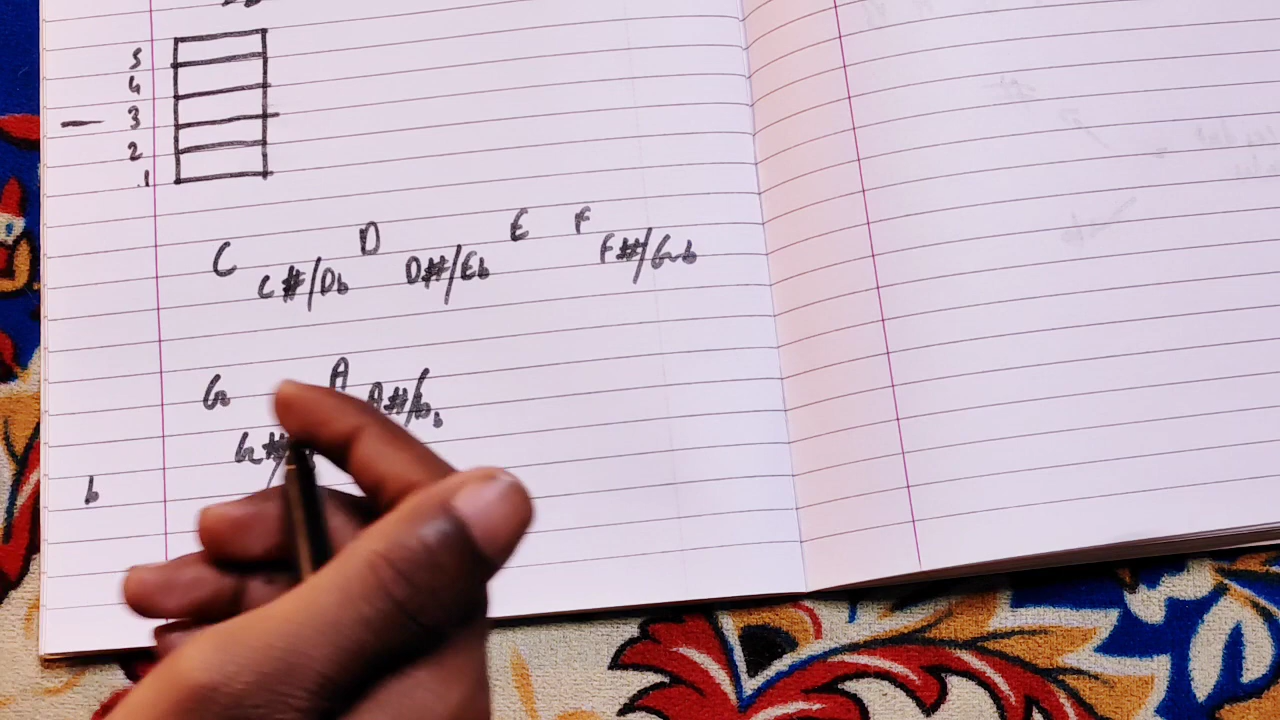 5
4
— 3
2
1
C D E F
C#/Db D#/Eb F#/Gb
G A
A#/Bb
G#/
b